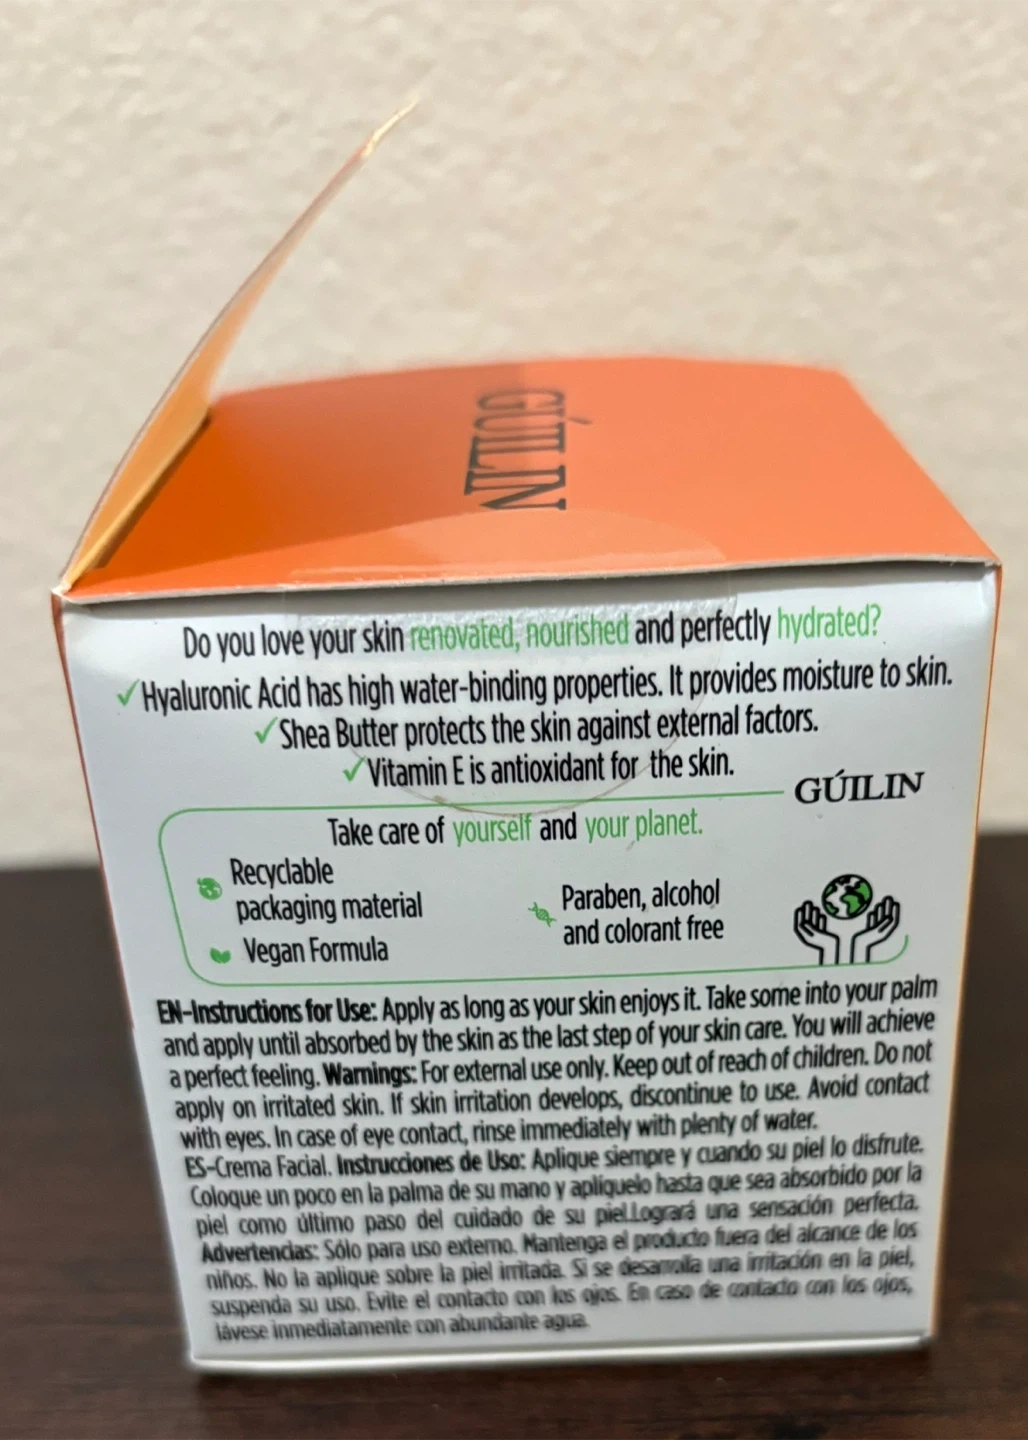 GÚILIN
Do you love your skin renovated, nourished and perfectly hydrated?
✓Hyaluronic Acid has high water-binding properties. It provides moisture to skin.
✓Shea Butter protects the skin against external factors.
✓Vitamin E is antioxidant for the skin.
GÚILIN
Take care of yourself and your planet.
Recyclable
packaging material
Vegan Formula
Paraben, alcohol
and colorant free
EN-Instructions for Use: Apply as long as your skin enjoys it. Take some into your palm
and apply until absorbed by the skin as the last step of your skin care. You will achieve
a perfect feeling. Warnings: For external use only. Keep out of reach of children. Do not
apply on irritated skin. If skin irritation develops, discontinue to use. Avoid contact
with eyes. In case of eye contact, rinse immediately with plenty of water.
ES-Crema Facial. Instrucciones de Uso: Aplique siempre y cuando su piel lo disfrute.
Coloque un poco en la palma de su mano y aplíquelo hasta que sea absorbido por la
piel como último paso del cuidado de su piel.Logrará una sensación perfecta.
Advertencias: Sólo para uso externo. Mantenga el producto fuera del alcance de los
niños. No la aplique sobre la piel irritada. Si se desarrolla una irritación en la piel,
suspenda su uso. Evite el contacto con los ojos. En caso de contacto con los ojos,
lávese inmediatamente con abundante agua.